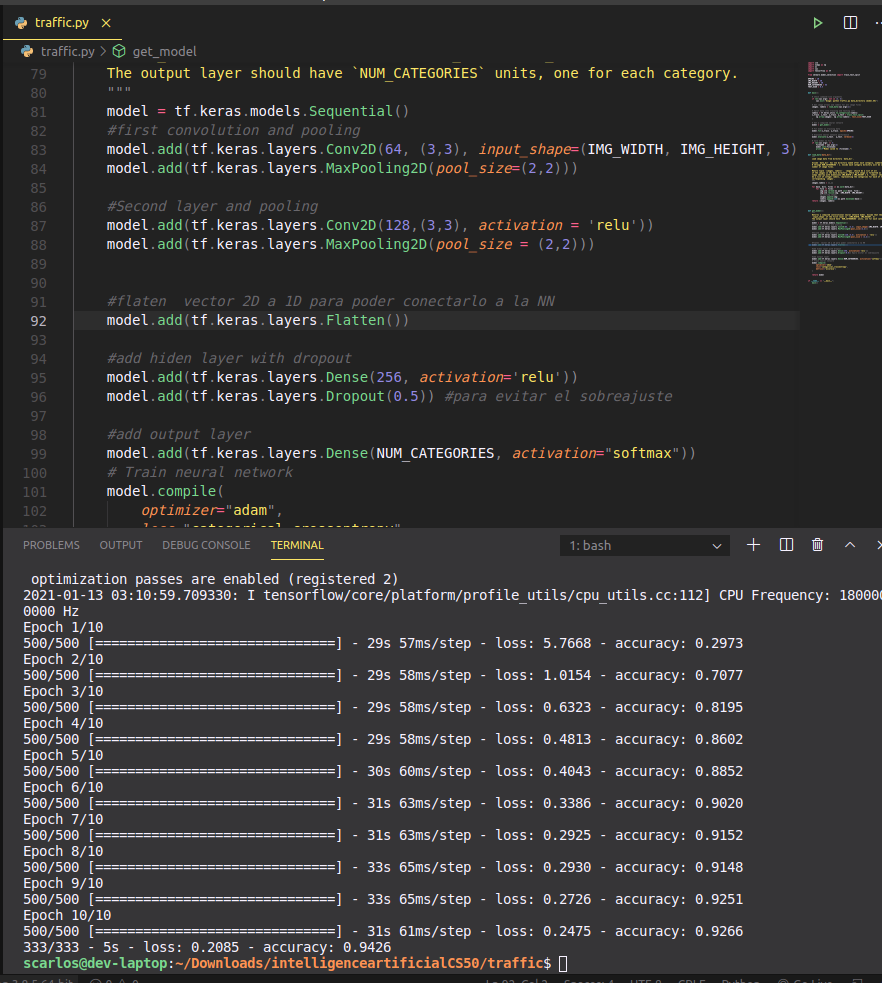 traffic.py ×
traffic.py > get_model
79 The output layer should have `NUM_CATEGORIES` units, one for each category.
80 """
81 model = tf.keras.models.Sequential()
82 #first convolution and pooling
83 model.add(tf.keras.layers.Conv2D(64, (3,3), input_shape=(IMG_WIDTH, IMG_HEIGHT, 3)
84 model.add(tf.keras.layers.MaxPooling2D(pool_size=(2,2)))
85
86 #Second layer and pooling
87 model.add(tf.keras.layers.Conv2D(128,(3,3), activation = 'relu'))
88 model.add(tf.keras.layers.MaxPooling2D(pool_size = (2,2)))
89
90
91 #flaten  vector 2D a 1D para poder conectarlo a la NN
92 model.add(tf.keras.layers.Flatten())
93
94 #add hiden layer with dropout
95 model.add(tf.keras.layers.Dense(256, activation='relu'))
96 model.add(tf.keras.layers.Dropout(0.5)) #para evitar el sobreajuste
97
98 #add output layer
99 model.add(tf.keras.layers.Dense(NUM_CATEGORIES, activation="softmax"))
100 # Train neural network
101 model.compile(
102 optimizer="adam",
PROBLEMS OUTPUT DEBUG CONSOLE TERMINAL 1: bash
optimization passes are enabled (registered 2)
2021-01-13 03:10:59.709330: I tensorflow/core/platform/profile_utils/cpu_utils.cc:112] CPU Frequency: 180000
0000 Hz
Epoch 1/10
500/500 [==============================] - 29s 57ms/step - loss: 5.7668 - accuracy: 0.2973
Epoch 2/10
500/500 [==============================] - 29s 58ms/step - loss: 1.0154 - accuracy: 0.7077
Epoch 3/10
500/500 [==============================] - 29s 58ms/step - loss: 0.6323 - accuracy: 0.8195
Epoch 4/10
500/500 [==============================] - 29s 58ms/step - loss: 0.4813 - accuracy: 0.8602
Epoch 5/10
500/500 [==============================] - 30s 60ms/step - loss: 0.4043 - accuracy: 0.8852
Epoch 6/10
500/500 [==============================] - 31s 63ms/step - loss: 0.3386 - accuracy: 0.9020
Epoch 7/10
500/500 [==============================] - 31s 63ms/step - loss: 0.2925 - accuracy: 0.9152
Epoch 8/10
500/500 [==============================] - 33s 65ms/step - loss: 0.2930 - accuracy: 0.9148
Epoch 9/10
500/500 [==============================] - 33s 65ms/step - loss: 0.2726 - accuracy: 0.9251
Epoch 10/10
500/500 [==============================] - 31s 61ms/step - loss: 0.2475 - accuracy: 0.9266
333/333 - 5s - loss: 0.2085 - accuracy: 0.9426
scarlos@dev-laptop:~/Downloads/intelligenceartificialCS50/traffic$